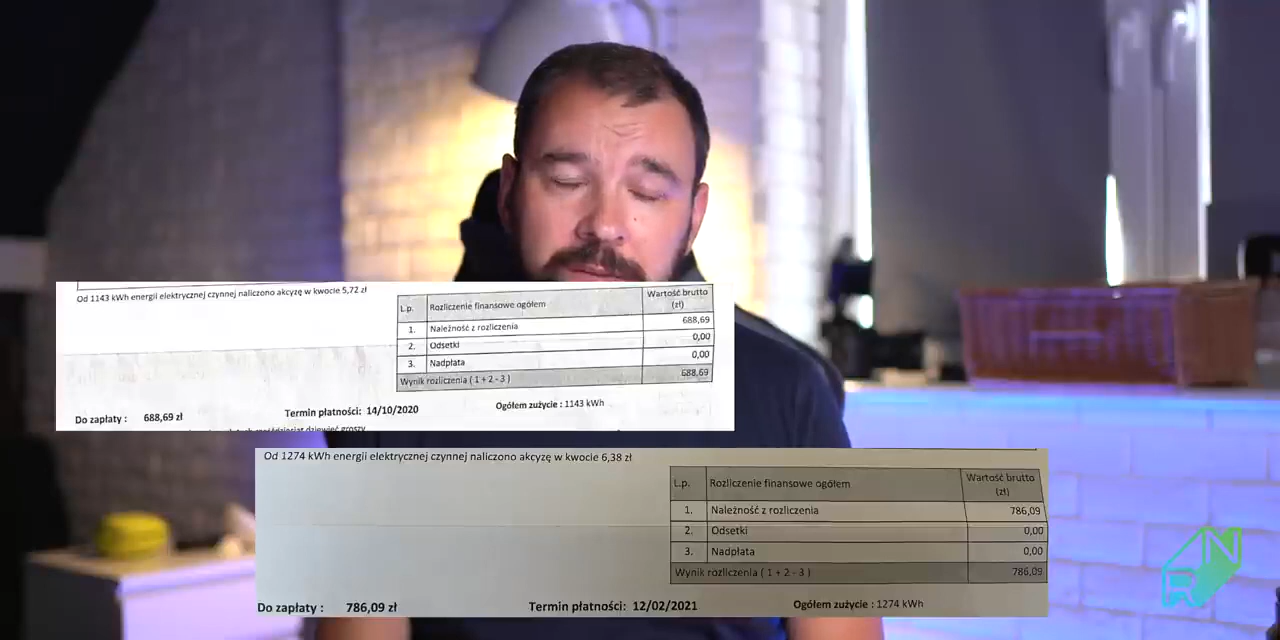 Od 1143 kWh energii elektrycznej czynnej naliczono akcyzę w kwocie 5,72 zł
L.p. Rozliczenie finansowe ogółem Wartość brutto (zł)
1. Należność z rozliczenia 688,69
2. Odsetki 0,00
3. Nadpłata 0,00
Wynik rozliczenia ( 1 + 2 - 3 ) 688,69
Do zapłaty : 688,69 zł Termin płatności: 14/10/2020 Ogółem zużycie : 1143 kWh
dziewięć groszy
Od 1274 kWh energii elektrycznej czynnej naliczono akcyzę w kwocie 6,38 zł
L.p. Rozliczenie finansowe ogółem Wartość brutto (zł)
1. Należność z rozliczenia 786,09
2. Odsetki 0,00
3. Nadpłata 0,00
Wynik rozliczenia ( 1 + 2 - 3 ) 786,09
Do zapłaty : 786,09 zł Termin płatności: 12/02/2021 Ogółem zużycie : 1274 kWh